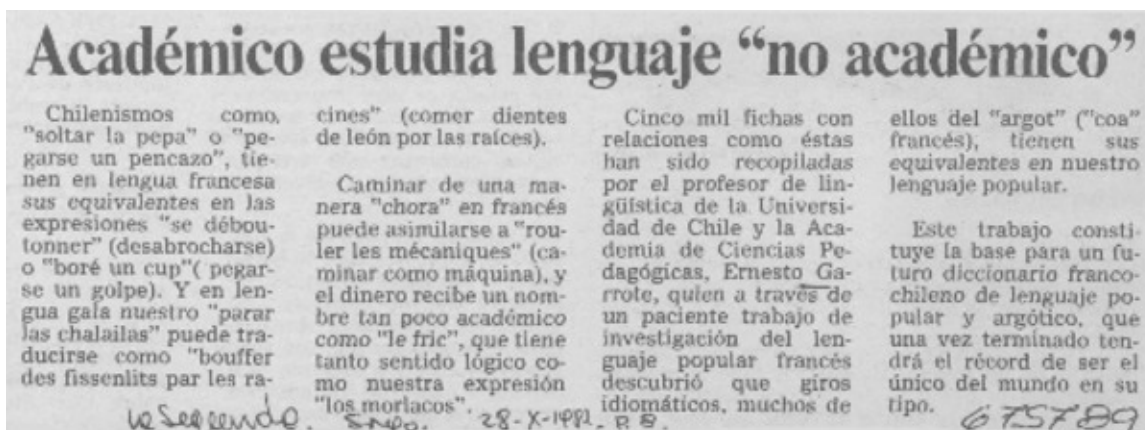 Académico estudia lenguaje “no académico”
Chilenismos como,
"soltar la pepa" o "pe-
garse un pencazo", tie-
nen en lengua francesa
sus equivalentes en las
expresiones "se débou-
tonner" (desabrocharse)
o "boré un cup"( pegar-
se un golpe). Y en len-
gua gala nuestro "parar
las chalailas" puede tra-
ducirse como "bouffer
des fissenlits par les ra-
cines" (comer dientes
de león por las raíces).
Caminar de una ma-
nera "chora" en francés
puede asimilarse a "rou-
ler les mécaniques" (ca-
minar como máquina), y
el dinero recibe un nom-
bre tan poco académico
como "le fric", que tiene
tanto sentido lógico co-
mo nuestra expresión
"los morlacos".
Cinco mil fichas con
relaciones como éstas
han sido recopiladas
por el profesor de lin-
güística de la Universi-
dad de Chile y la Aca-
demia de Ciencias Pe-
dagógicas, Ernesto Ga-
rrote, quien a través de
un paciente trabajo de
investigación del len-
guaje popular francés
descubrió que giros
idiomáticos, muchos de
ellos del "argot" ("coa"
francés), tienen sus
equivalentes en nuestro
lenguaje popular.
Este trabajo consti-
tuye la base para un fu-
turo diccionario franco-
chileno de lenguaje po-
pular y argótico, que
una vez terminado ten-
drá el récord de ser el
único del mundo en su
tipo.
La Segunda. Stgo. 28-X-1982. P. 8.
675789